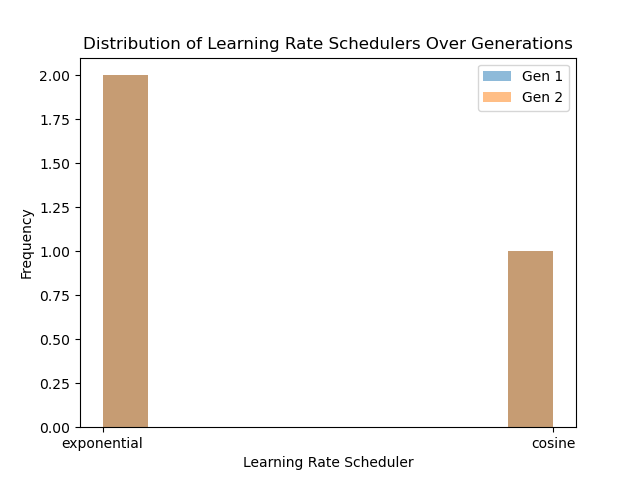 Distribution of Learning Rate Schedulers Over Generations
Gen 1
Gen 2
2.00
1.75
1.50
1.25
1.00
0.75
0.50
0.25
0.00
Frequency
exponential
cosine
Learning Rate Scheduler